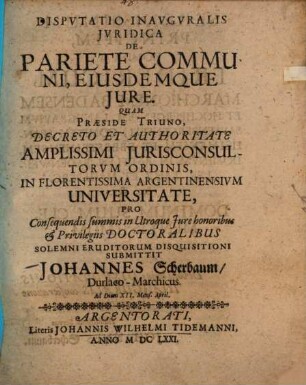 DISPVTATIO INAVGVRALIS
JVRIDICA
DE
PARIETE COMMU-
NI, EIUSDEMQUE
JURE.
QUAM
PRÆSIDE TRIUNO,
DECRETO ET AUTHORITATE
AMPLISSIMI JURISCONSUL-
TORVM ORDINIS,
IN FLORENTISSIMA ARGENTINENSIVM
UNIVERSITATE,
PRO
Consequendis summis in Utroque Jure honoribus
& Privilegiis DOCTORALIBUS
SOLEMNI ERUDITORUM DISQUISITIONI
SUBMITTIT
JOHANNES Scherbaum/
Durlaco-Marchicus.
Ad Diem XII. Mens. April.
ARGENTORATI,
Literis JOHANNIS WILHELMI TIDEMANNI,
ANNO M DC LXXI.